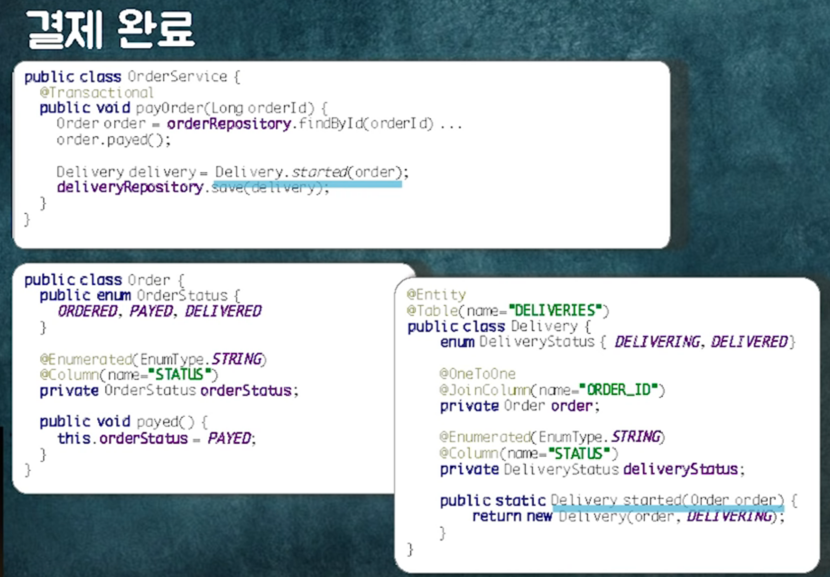 결제 완료
public class OrderService {
@Transactional
public void payOrder(Long orderId) {
Order order = orderRepository.findById(orderId) ...
order.payed();
Delivery delivery = Delivery.started(order);
deliveryRepository.save(delivery);
}
}
public class Order {
public enum OrderStatus {
ORDERED, PAYED, DELIVERED
}
@Enumerated(EnumType.STRING)
@Column(name="STATUS")
private OrderStatus orderStatus;
public void payed() {
this.orderStatus = PAYED;
}
}
@Entity
@Table(name="DELIVERIES")
public class Delivery {
enum DeliveryStatus { DELIVERING, DELIVERED }
@OneToOne
@JoinColumn(name="ORDER_ID")
private Order order;
@Enumerated(EnumType.STRING)
@Column(name="STATUS")
private DeliveryStatus deliveryStatus;
public static Delivery started(Order order) {
return new Delivery(order, DELIVERING);
}
}